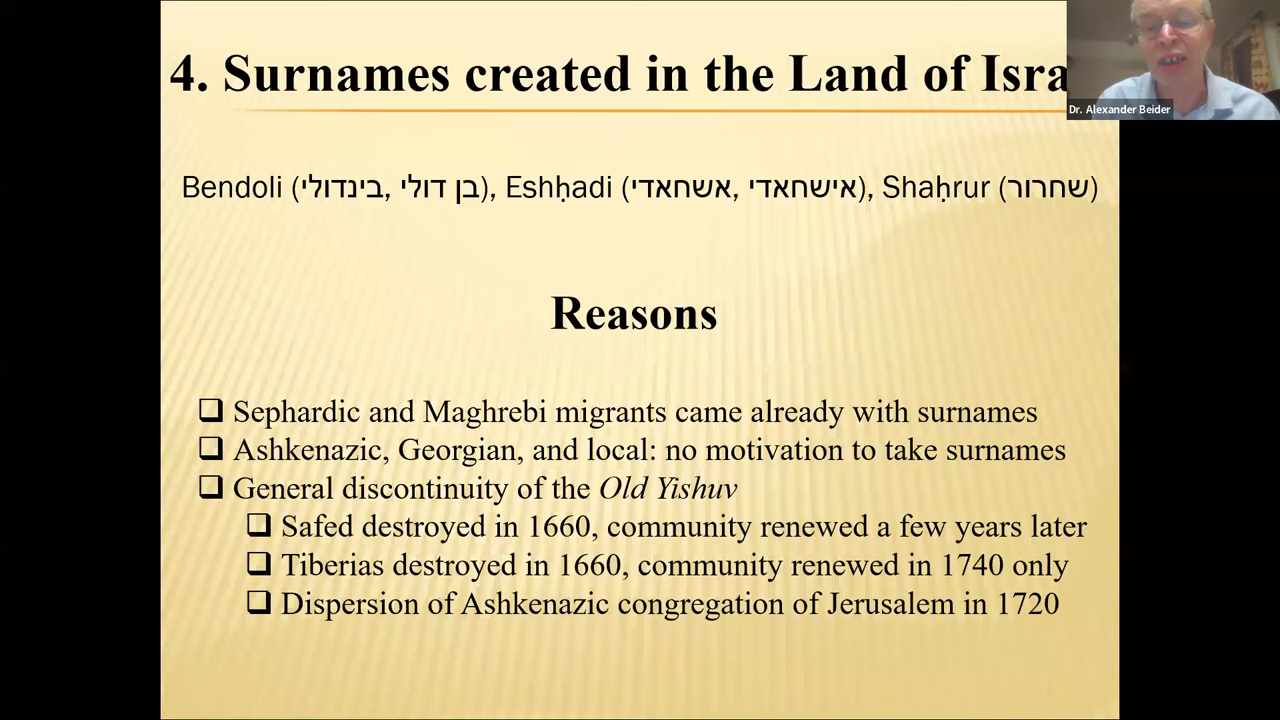 4. Surnames created in the Land of Isra
Dr. Alexander Beider
Bendoli (בן דולי, בינדולי), Eshḥadi (אישחאדי, אשחאדי), Shaḥrur (שחרור)
Reasons
❑ Sephardic and Maghrebi migrants came already with surnames
❑ Ashkenazic, Georgian, and local: no motivation to take surnames
❑ General discontinuity of the Old Yishuv
❑ Safed destroyed in 1660, community renewed a few years later
❑ Tiberias destroyed in 1660, community renewed in 1740 only
❑ Dispersion of Ashkenazic congregation of Jerusalem in 1720